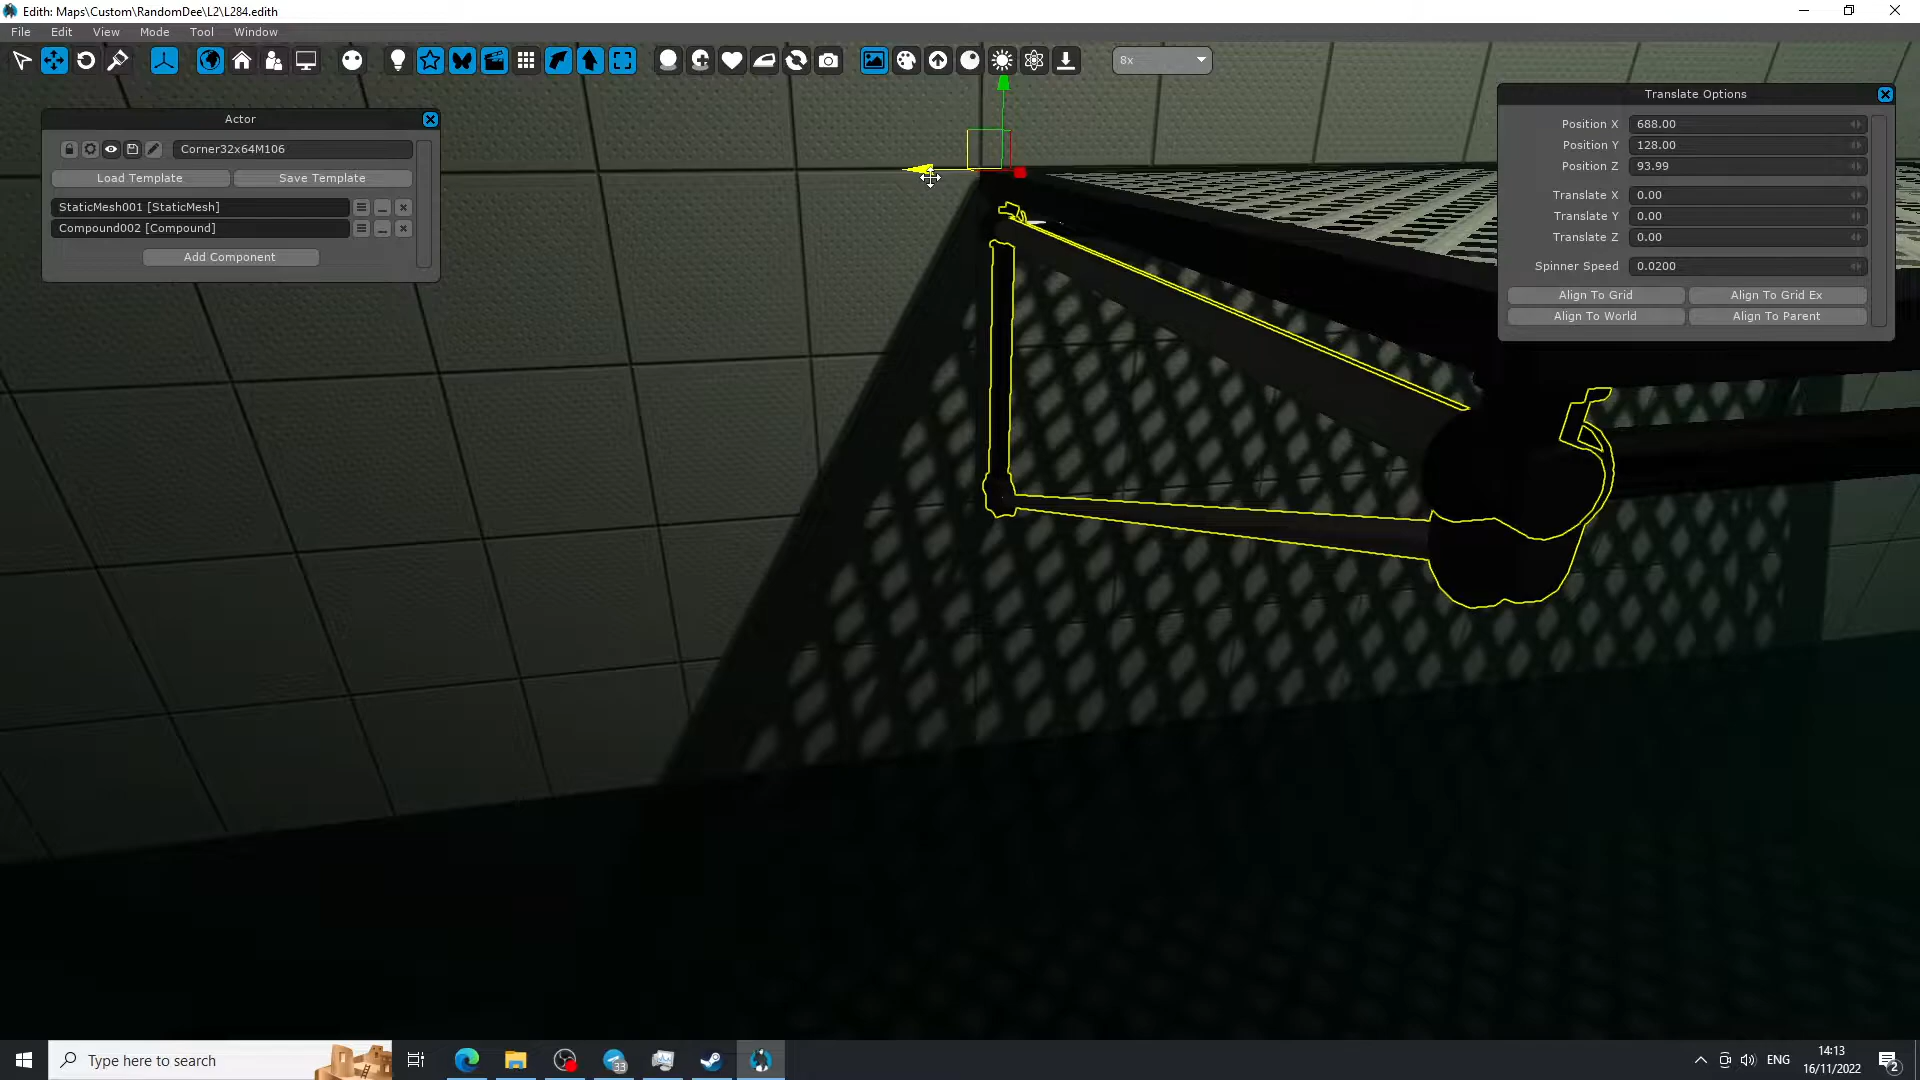 Edith: Maps\Custom\RandomDee\L2\L284.edith
File Edit View Mode Tool Window
8x
Actor
Corner32x64M106
Load Template Save Template
StaticMesh001 [StaticMesh]
Compound002 [Compound]
Add Component
Translate Options
Position X 688.00
Position Y 128.00
Position Z 93.99
Translate X 0.00
Translate Y 0.00
Translate Z 0.00
Spinner Speed 0.0200
Align To Grid Align To Grid Ex
Align To World Align To Parent
Type here to search
33
ENG
14:13
16/11/2022
2